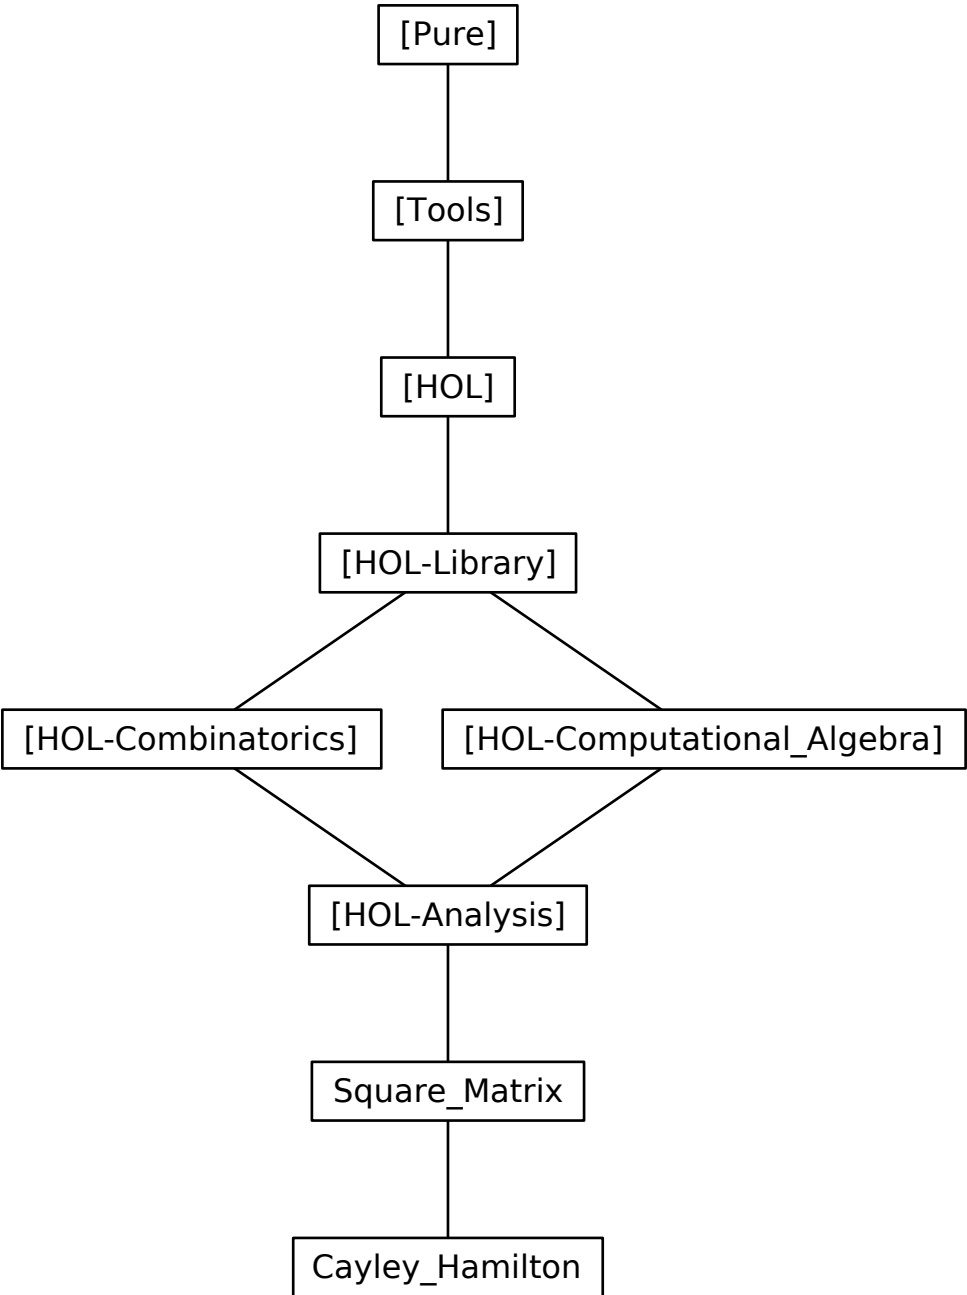 [Pure]
[Tools]
[HOL]
[HOL-Library]
[HOL-Combinatorics]
[HOL-Computational_Algebra]
[HOL-Analysis]
Square_Matrix
Cayley_Hamilton